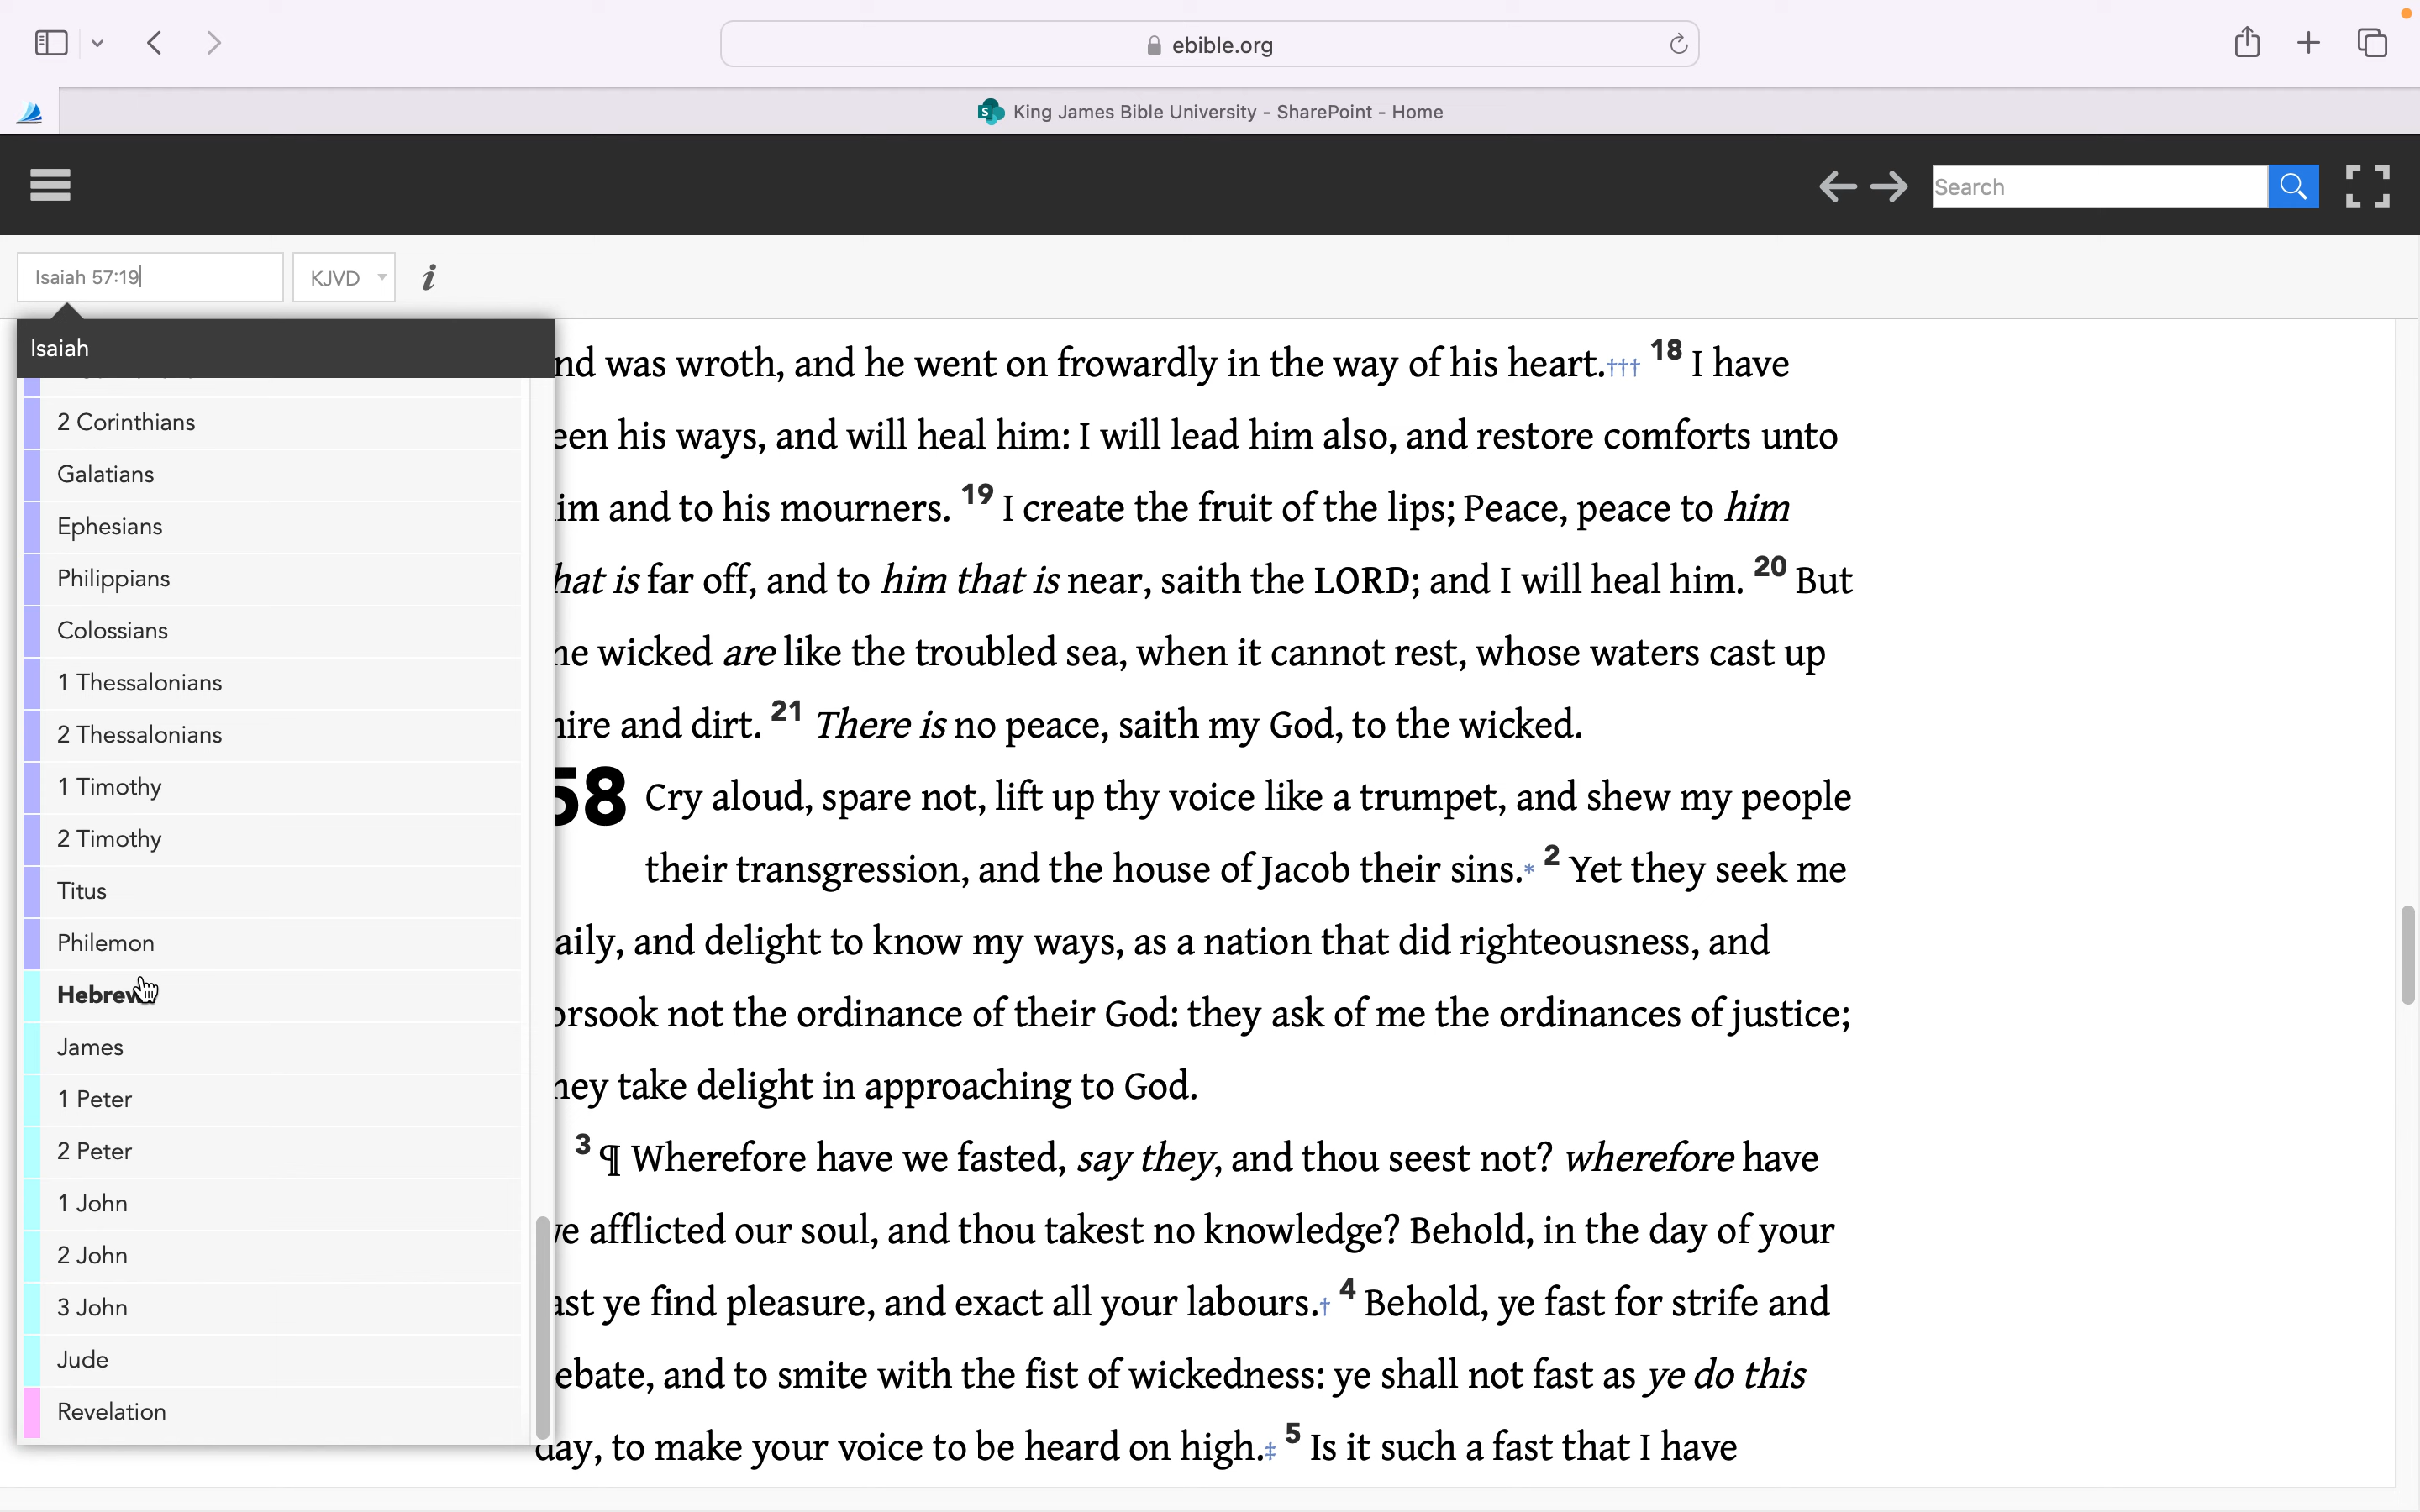 ebible.org
King James Bible University - SharePoint - Home
Search
Isaiah 57:19
KJVD
i
Isaiah
2 Corinthians
Galatians
Ephesians
Philippians
Colossians
1 Thessalonians
2 Thessalonians
1 Timothy
2 Timothy
Titus
Philemon
Hebrews
James
1 Peter
2 Peter
1 John
2 John
3 John
Jude
Revelation
was wroth, and he went on frowardly in the way of his heart.††† 18 I have
his ways, and will heal him: I will lead him also, and restore comforts unto
and to his mourners. 19 I create the fruit of the lips; Peace, peace to him
is far off, and to him that is near, saith the LORD; and I will heal him. 20 But
wicked are like the troubled sea, when it cannot rest, whose waters cast up
and dirt. 21 There is no peace, saith my God, to the wicked.
58 Cry aloud, spare not, lift up thy voice like a trumpet, and shew my people
their transgression, and the house of Jacob their sins.* 2 Yet they seek me
and delight to know my ways, as a nation that did righteousness, and
not the ordinance of their God: they ask of me the ordinances of justice;
take delight in approaching to God.
3 ¶ Wherefore have we fasted, say they, and thou seest not? wherefore have
afflicted our soul, and thou takest no knowledge? Behold, in the day of your
ye find pleasure, and exact all your labours.† 4 Behold, ye fast for strife and
and to smite with the fist of wickedness: ye shall not fast as ye do this
day, to make your voice to be heard on high.‡ 5 Is it such a fast that I have